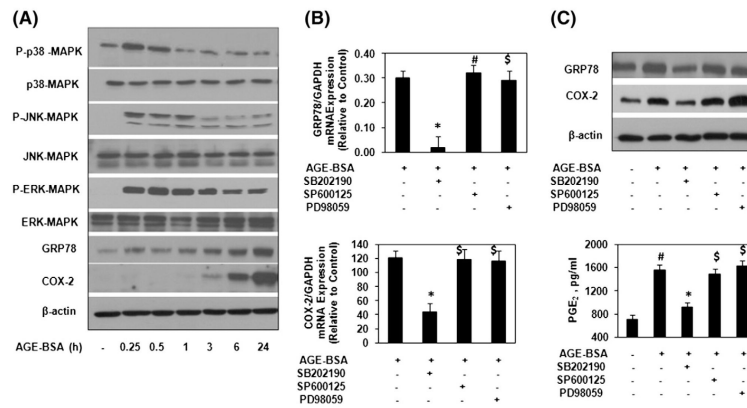 (A)
P-p38 -MAPK
p38-MAPK
P-JNK-MAPK
JNK-MAPK
P-ERK-MAPK
ERK-MAPK
GRP78
COX-2
β-actin
AGE-BSA (h) - 0.25 0.5 1 3 6 24
(B)
GRP78/GAPDH
mRNAExpression
(Relative to Control)
0.40
0.30
0.20
0.10
0.00
* # $
AGE-BSA + + + +
SB202190 - + - -
SP600125 - - + -
PD98059 - - - +
COX-2/GAPDH
mRNA Expression
(Relative to Control)
140
120
100
80
60
40
20
0
* $ $
AGE-BSA + + + +
SB202190 - + - -
SP600125 - - + -
PD98059 - - - +
(C)
GRP78
COX-2
β-actin
AGE-BSA - + + + +
SB202190 - - + - -
SP600125 - - - + -
PD98059 - - - - +
PGE2 , pg/ml
2000
1600
1200
800
400
# * $ $
AGE-BSA - + + + +
SB202190 - - + - -
SP600125 - - - + -
PD98059 - - - - +